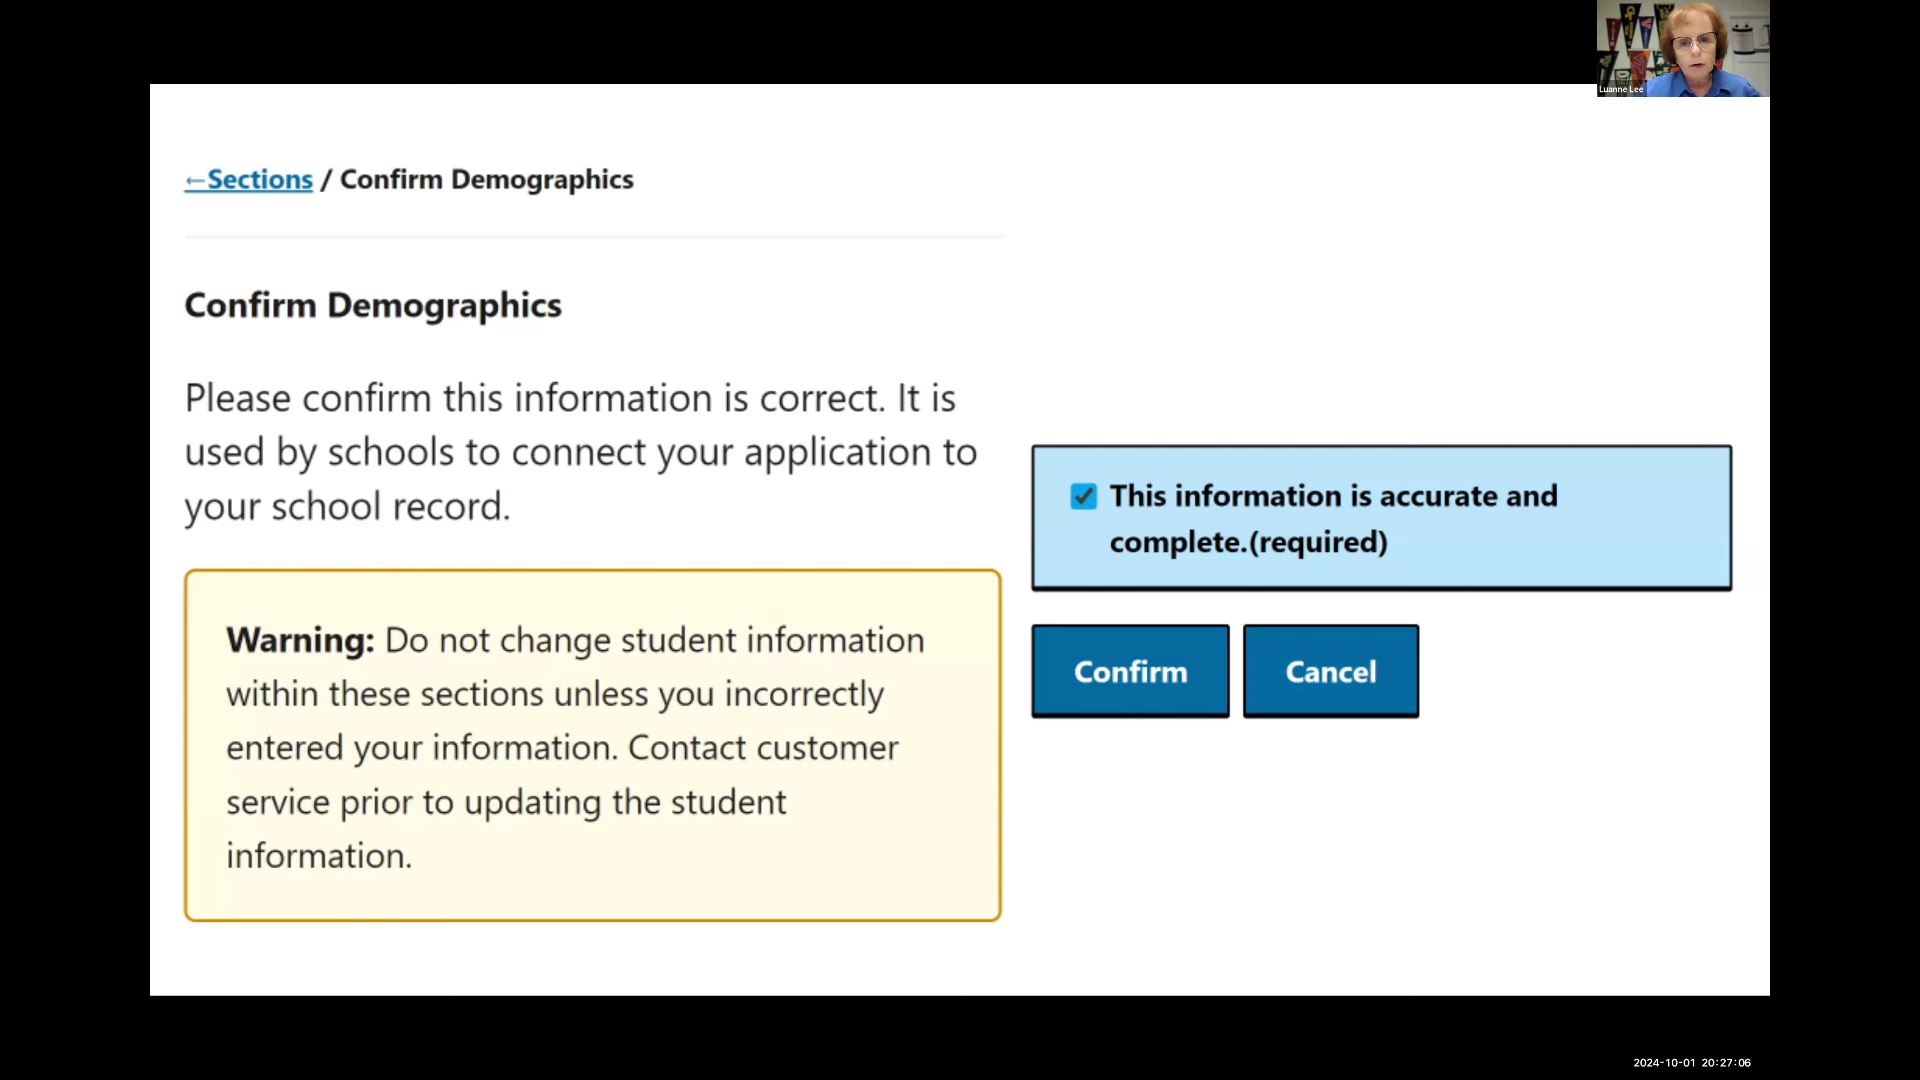 Luanne Lee
←Sections / Confirm Demographics
Confirm Demographics
Please confirm this information is correct. It is
used by schools to connect your application to
your school record.
Warning: Do not change student information
within these sections unless you incorrectly
entered your information. Contact customer
service prior to updating the student
information.
This information is accurate and
complete.(required)
Confirm
Cancel
2024-10-01 20:27:06